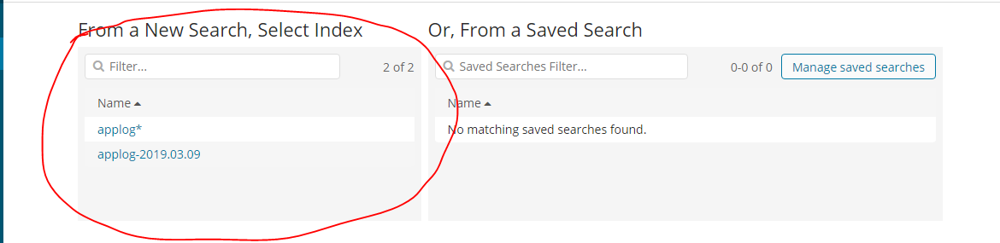 From a New Search, Select Index
Filter...
2 of 2
Name
applog*
applog-2019.03.09
Or, From a Saved Search
Saved Searches Filter...
0-0 of 0
Manage saved searches
Name
No matching saved searches found.